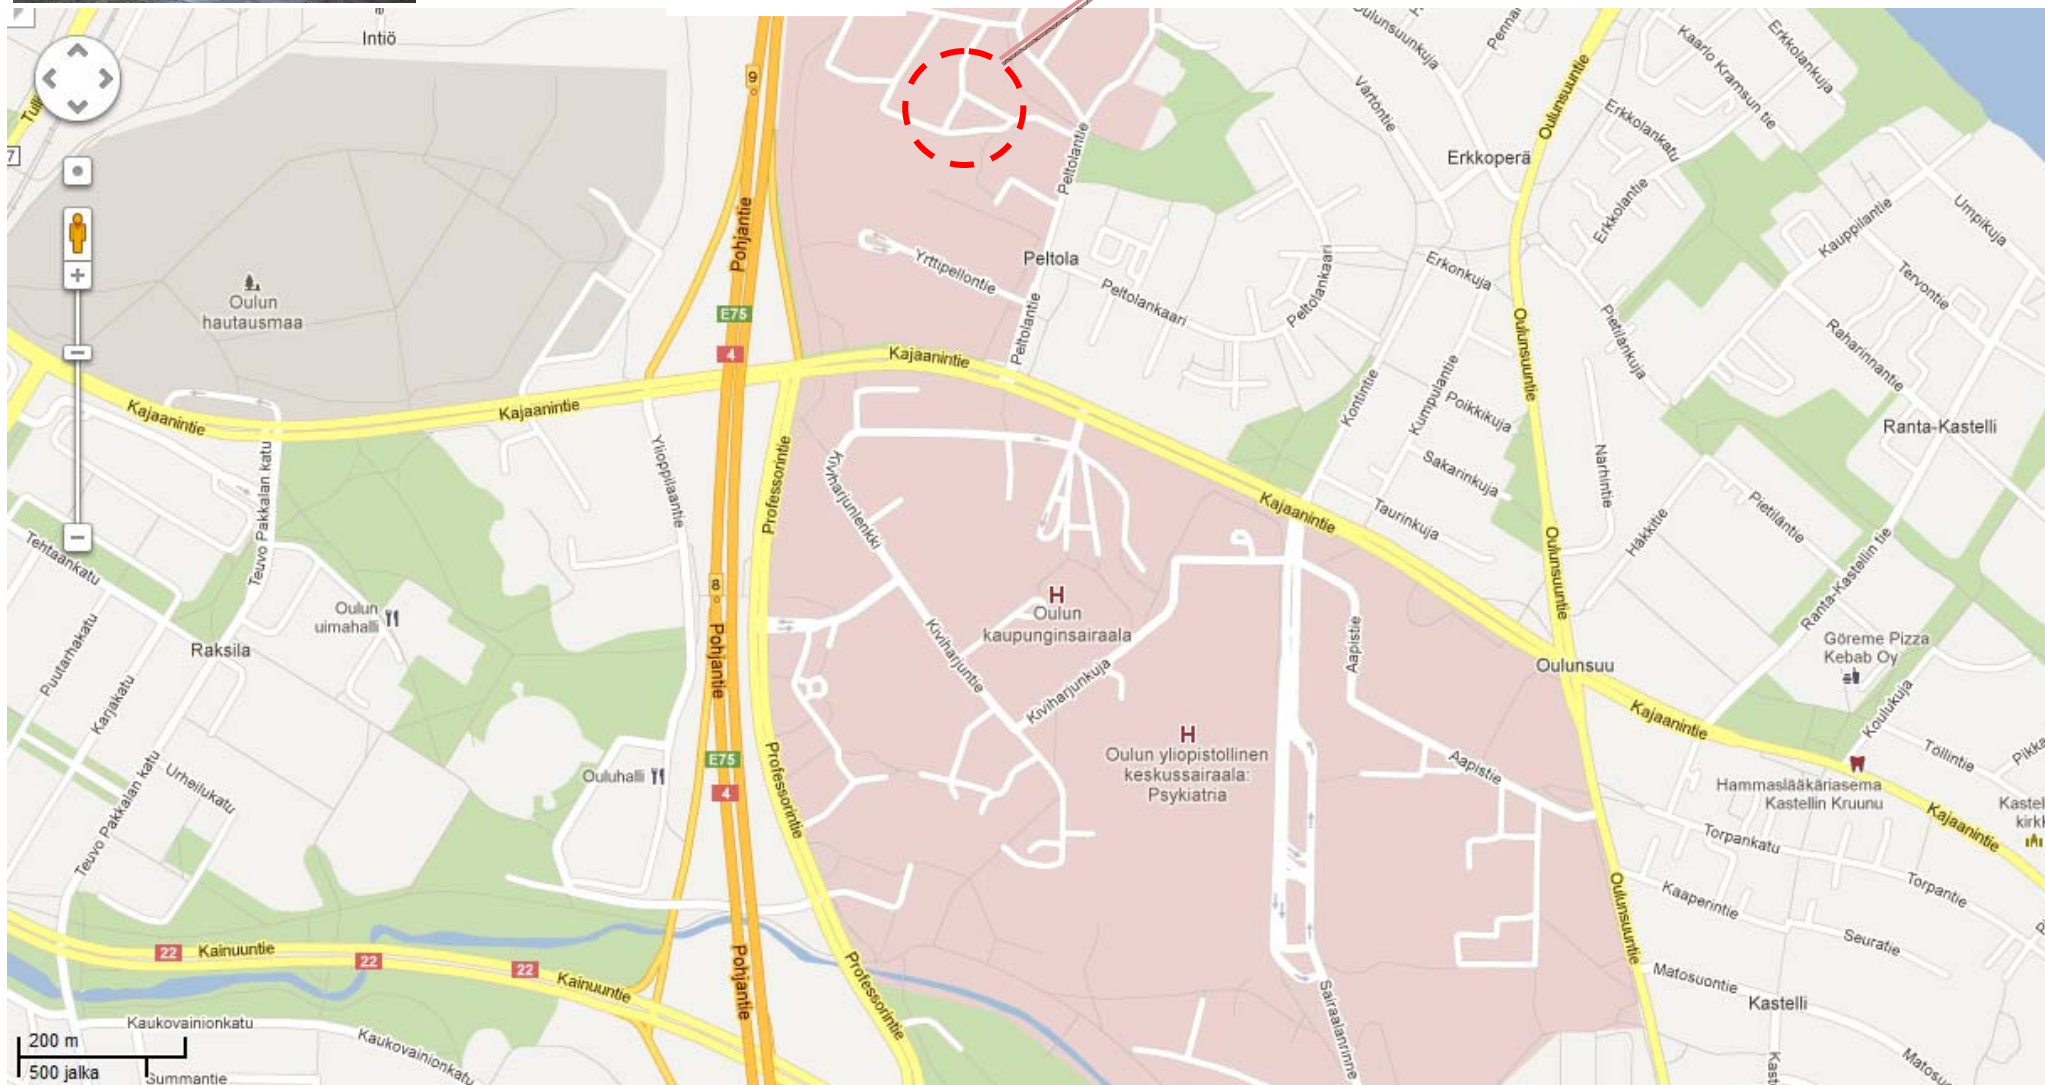 Intiö
Oulunsuunkuja
Kaarlo Kramsun tie
Erkkolankuja
9
Värtöntie
Oulunsuuntie
Erkkolankatu
7
Peltolantie
Erkkoperä
Erkkolantie
Umpikuja
Kauppilantie
Pohjantie
Yrttipellontie
Peltola
Peltolankaari
Peltolankaari
Erkonkuja
Tervontie
Oulun
hautausmaa
Peltolantie
E75
4
Oulunsuuntie
Pietilänkuja
Raharinnantie
Kajaanintie
Kajaanintie
Kajaanintie
Kontintie
Kumpulantie
Poikkikuja
Ranta-Kastelli
Teuvo Pakkalan katu
Ylioppilaantie
Professorintie
Kiviharjunlenkki
Sakarinkuja
Närhintie
Kajaanintie
Taurinkuja
Häkkitie
Pietiläntie
Tehtaankatu
Oulunsuuntie
Ranta-Kastellin tie
8
H
Oulun
kaupunginsairaala
Oulun
uimahalli
Puutarhakatu
Raksila
Karjakatu
Pohjantie
Kiviharjuntie
Kiviharjunkuja
Aapistie
Oulunsuu
Göreme Pizza
Kebab Oy
Kajaanintie
Koulukuja
H
Oulun yliopistollinen
keskussairaala:
Psykiatria
Töllintie
E75
4
Ouluhalli
Urheilukatu
Teuvo Pakkalan katu
Professorintie
Aapistie
Hammaslääkäriasema
Kastellin Kruunu
Kajaanintie
Torpankatu
Torpantie
Oulunsuuntie
Kaaperintie
Seuratie
22
Kainuuntie
22
22
Kainuuntie
Pohjantie
Professorintie
Sairaalanrinne
Matosuontie
Kastelli
Kaukovainionkatu
Kaukovainionkatu
200 m
500 jalka
Summantie